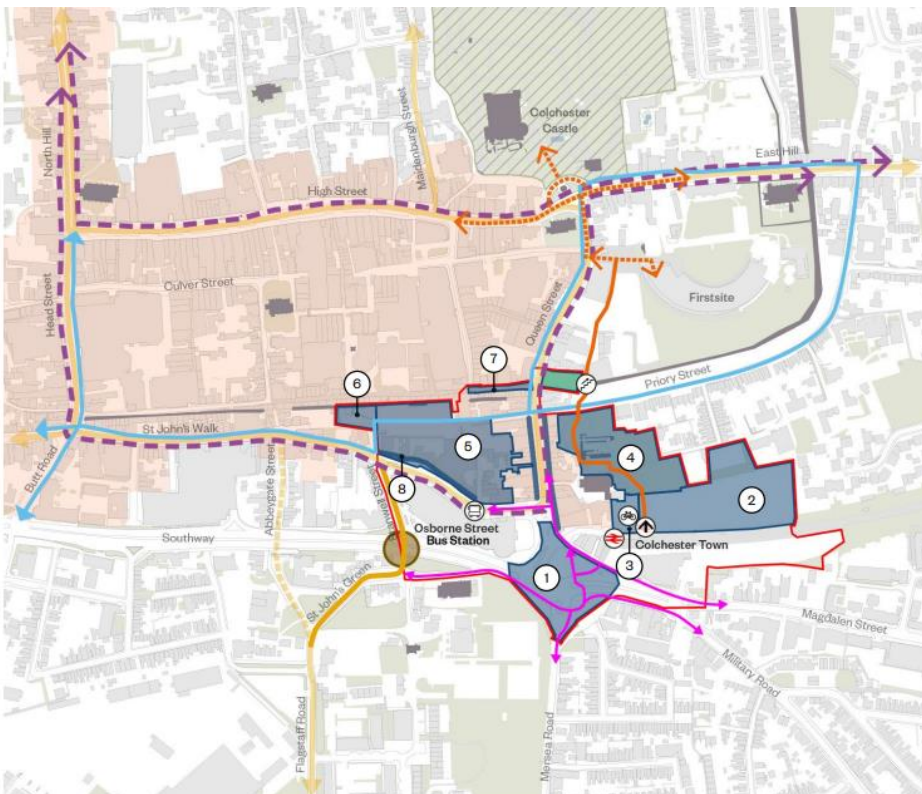 North Hill
Maidenburgh Street
Colchester
Castle
East Hill
High Street
Culver Street
Head Street
Queen Street
Firstsite
7
6
Priory Street
St John's Walk
5
4
Butt Road
Abbeygate Street
8
2
Osborne Street
Bus Station
Southway
Colchester Town
3
1
St John's Green
Magdalen Street
Military Road
Flagstaff Road
Mersea Road